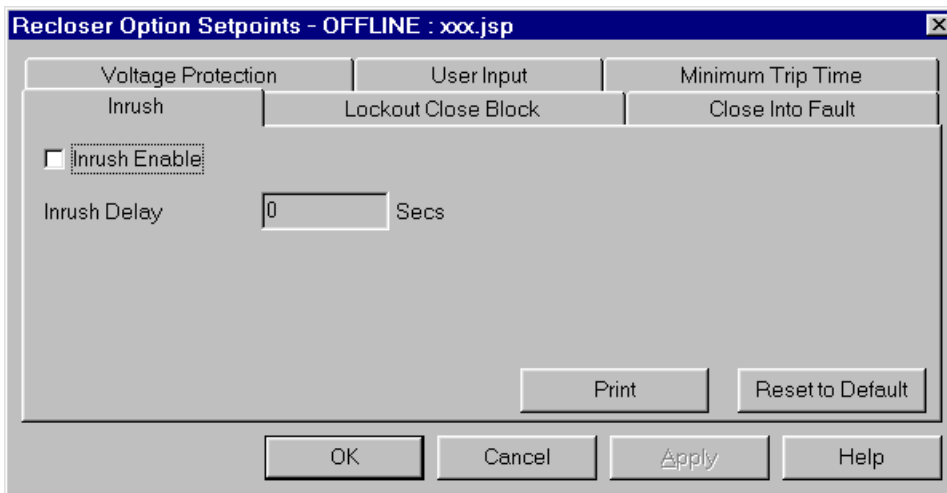 Recloser Option Setpoints - OFFLINE : xxx.jsp
Voltage Protection User Input Minimum Trip Time
Inrush Lockout Close Block Close Into Fault
Inrush Enable
Inrush Delay 0 Secs
Print Reset to Default
OK Cancel Apply Help